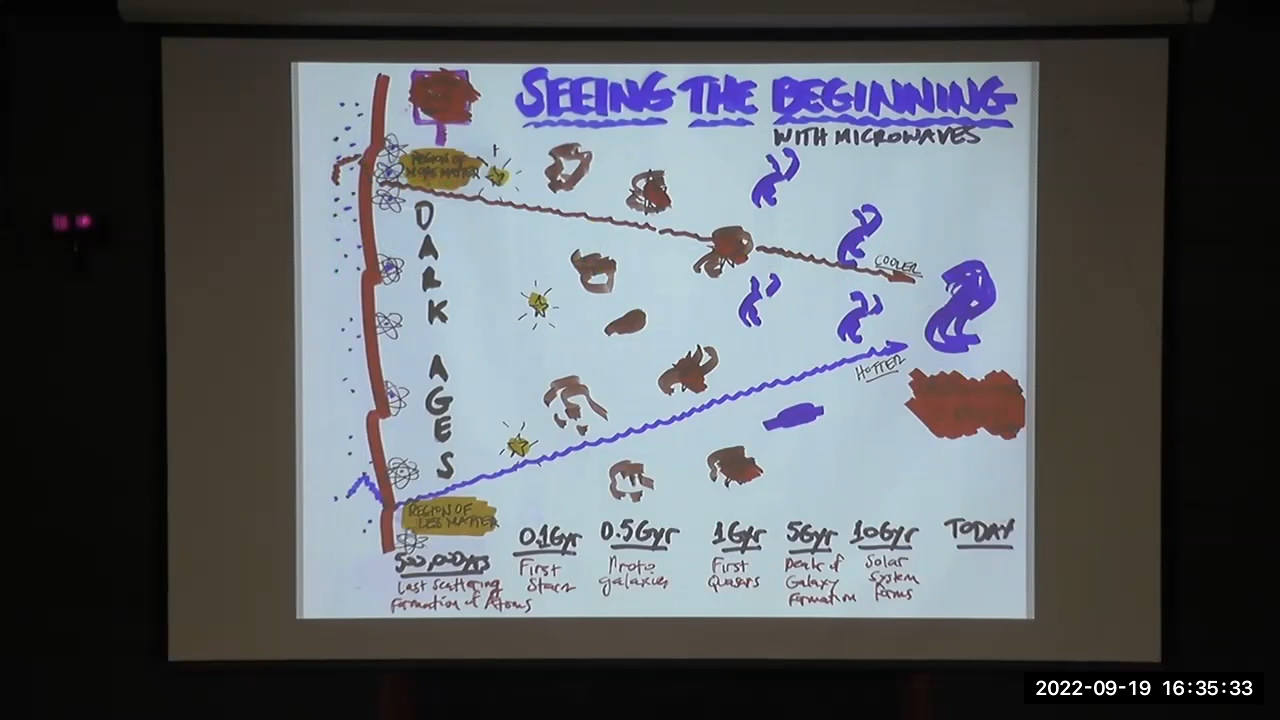 SEEING THE BEGINNING
WITH MICROWAVES
REGION OF
MORE MATTER
DARK AGES
COOLER
HOTTER
REGION OF
LESS MATTER
500,000yrs
Last Scattering
Formation of Atoms
0.1Gyr
First
Stars
0.5Gyr
Proto
galaxies
1Gyr
First
Quasars
5Gyr
Peak of
Galaxy
Formation
10Gyr
Solar
System
forms
TODAY
2022-09-19 16:35:33